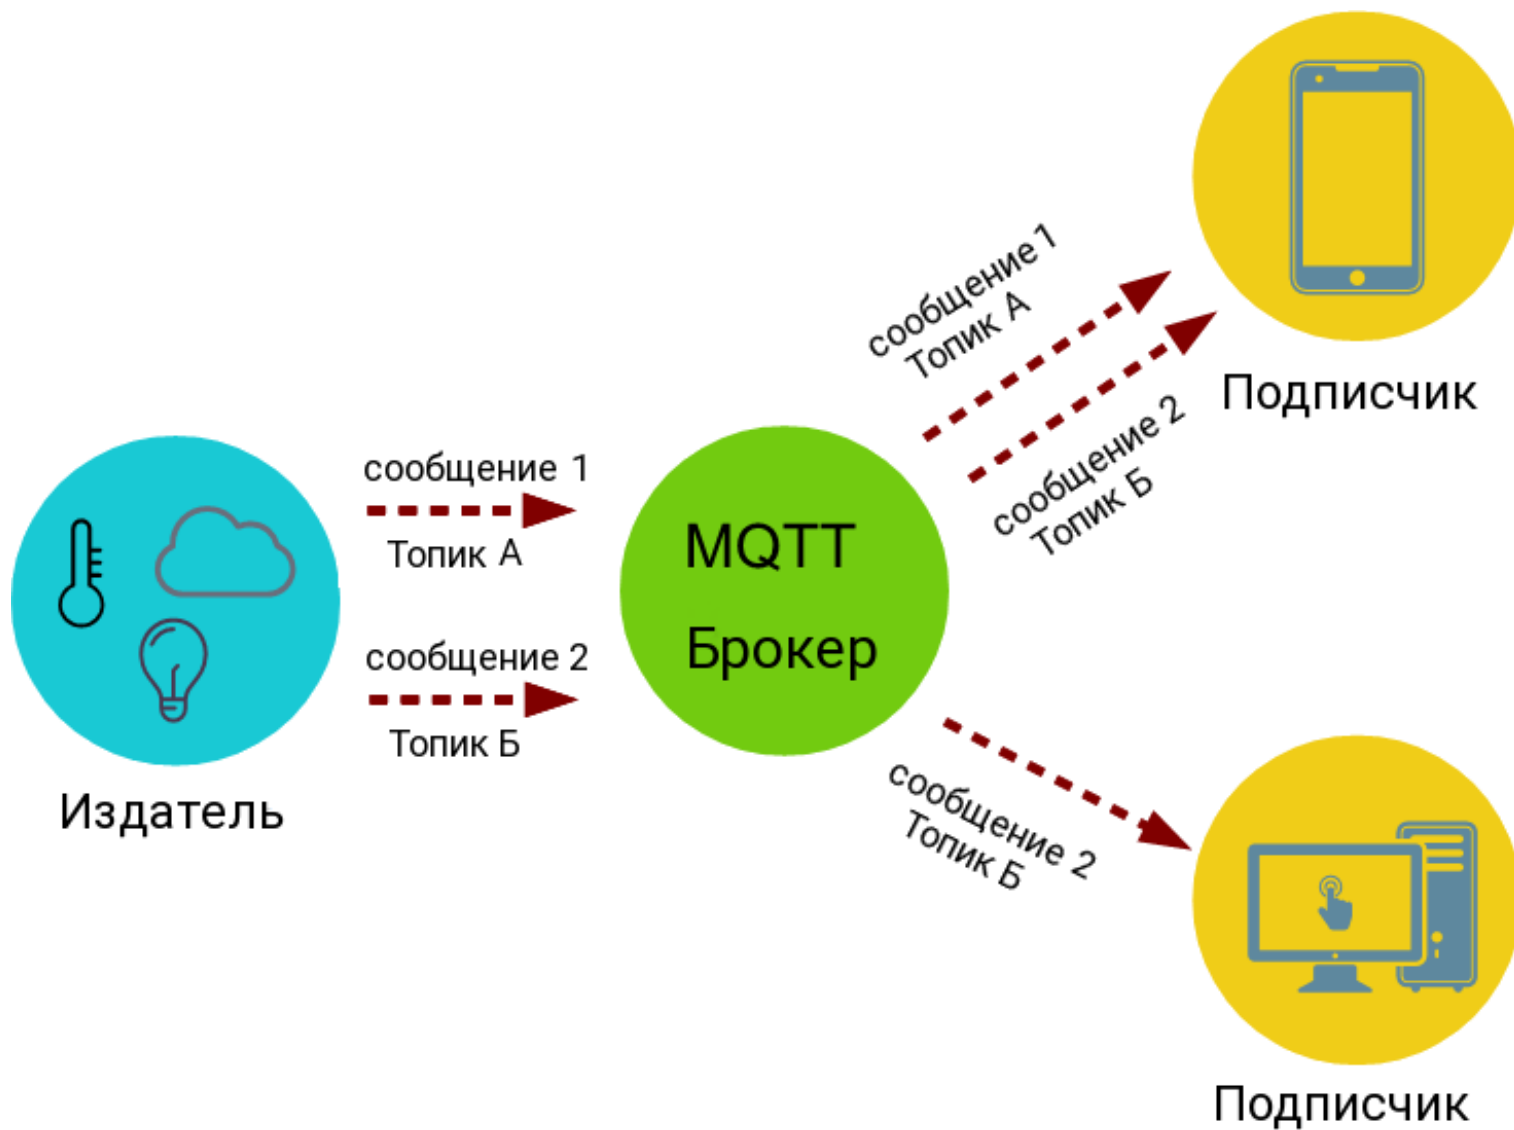 сообщение 1
Топик А
сообщение 2
Топик Б
Издатель
MQTT
Брокер
сообщение 1
Топик А
сообщение 2
Топик Б
Подписчик
сообщение 2
Топик Б
Подписчик